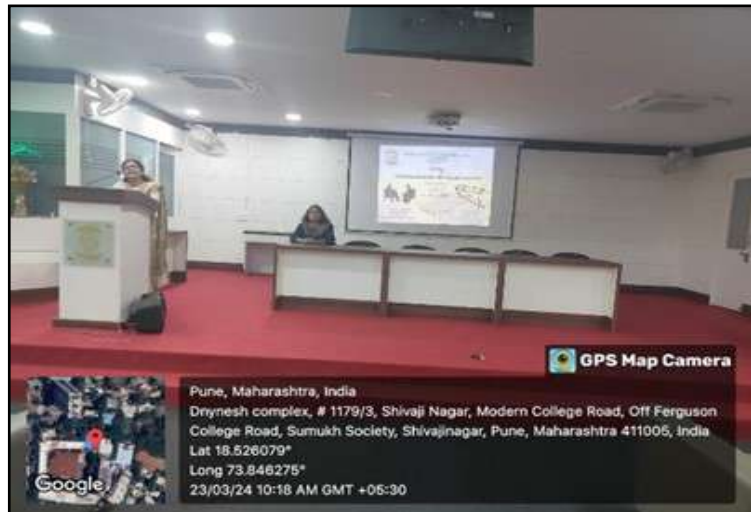 GPS Map Camera
Pune, Maharashtra, India
Dnynesh complex, # 1179/3, Shivaji Nagar, Modern College Road, Off Ferguson
College Road, Sumukh Society, Shivajinagar, Pune, Maharashtra 411005, India
Lat 18.526079°
Long 73.846275°
23/03/24 10:18 AM GMT +05:30
Google